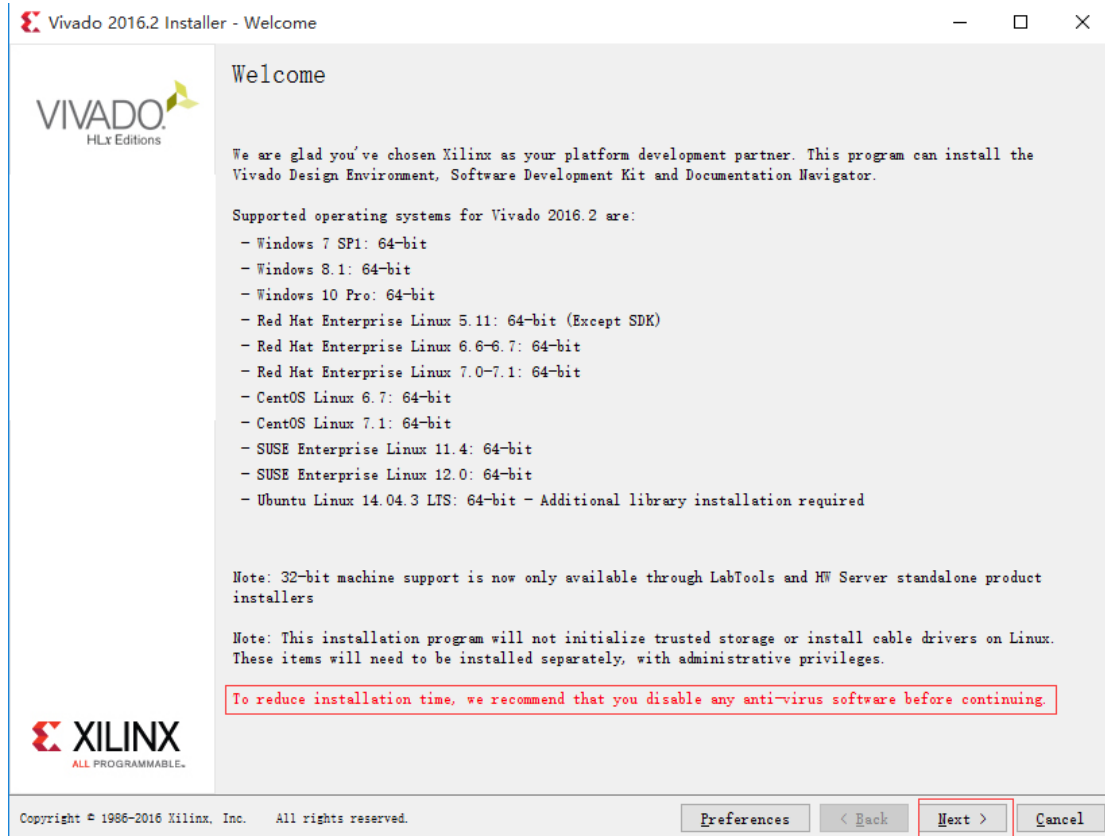 Vivado 2016.2 Installer - Welcome
VIVADO.
HLx Editions
Welcome
We are glad you've chosen Xilinx as your platform development partner. This program can install the
Vivado Design Environment, Software Development Kit and Documentation Navigator.
Supported operating systems for Vivado 2016.2 are:
- Windows 7 SP1: 64-bit
- Windows 8.1: 64-bit
- Windows 10 Pro: 64-bit
- Red Hat Enterprise Linux 5.11: 64-bit (Except SDK)
- Red Hat Enterprise Linux 6.6-6.7: 64-bit
- Red Hat Enterprise Linux 7.0-7.1: 64-bit
- CentOS Linux 6.7: 64-bit
- CentOS Linux 7.1: 64-bit
- SUSE Enterprise Linux 11.4: 64-bit
- SUSE Enterprise Linux 12.0: 64-bit
- Ubuntu Linux 14.04.3 LTS: 64-bit - Additional library installation required
Note: 32-bit machine support is now only available through LabTools and HW Server standalone product
installers
Note: This installation program will not initialize trusted storage or install cable drivers on Linux.
These items will need to be installed separately, with administrative privileges.
To reduce installation time, we recommend that you disable any anti-virus software before continuing.
XILINX
ALL PROGRAMMABLE.
Copyright © 1986-2016 Xilinx, Inc. All rights reserved.
Preferences < Back Next > Cancel